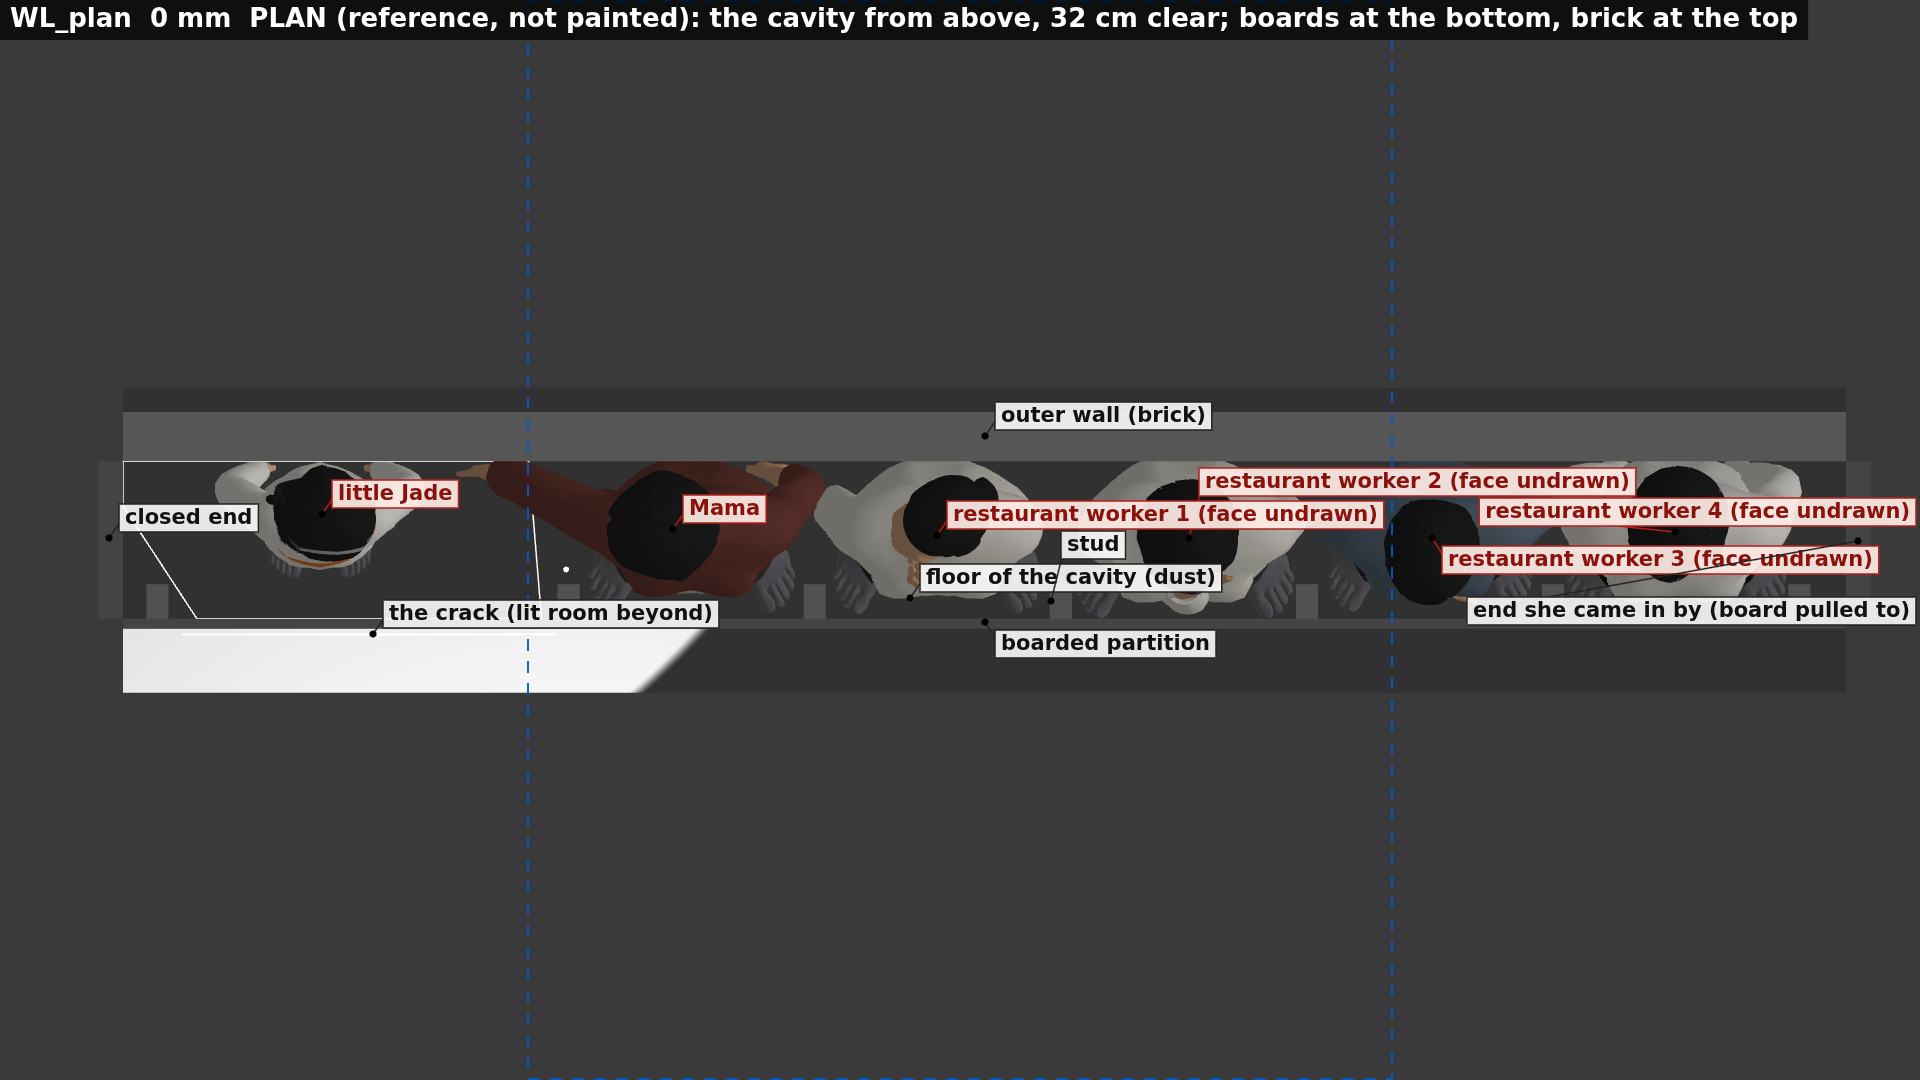 WL_plan  0 mm  PLAN (reference, not painted): the cavity from above, 32 cm clear; boards at the bottom, brick at the top
outer wall (brick)
restaurant worker 2 (face undrawn)
little Jade
Mama
restaurant worker 4 (face undrawn)
closed end
restaurant worker 1 (face undrawn)
stud
restaurant worker 3 (face undrawn)
floor of the cavity (dust)
end she came in by (board pulled to)
the crack (lit room beyond)
boarded partition